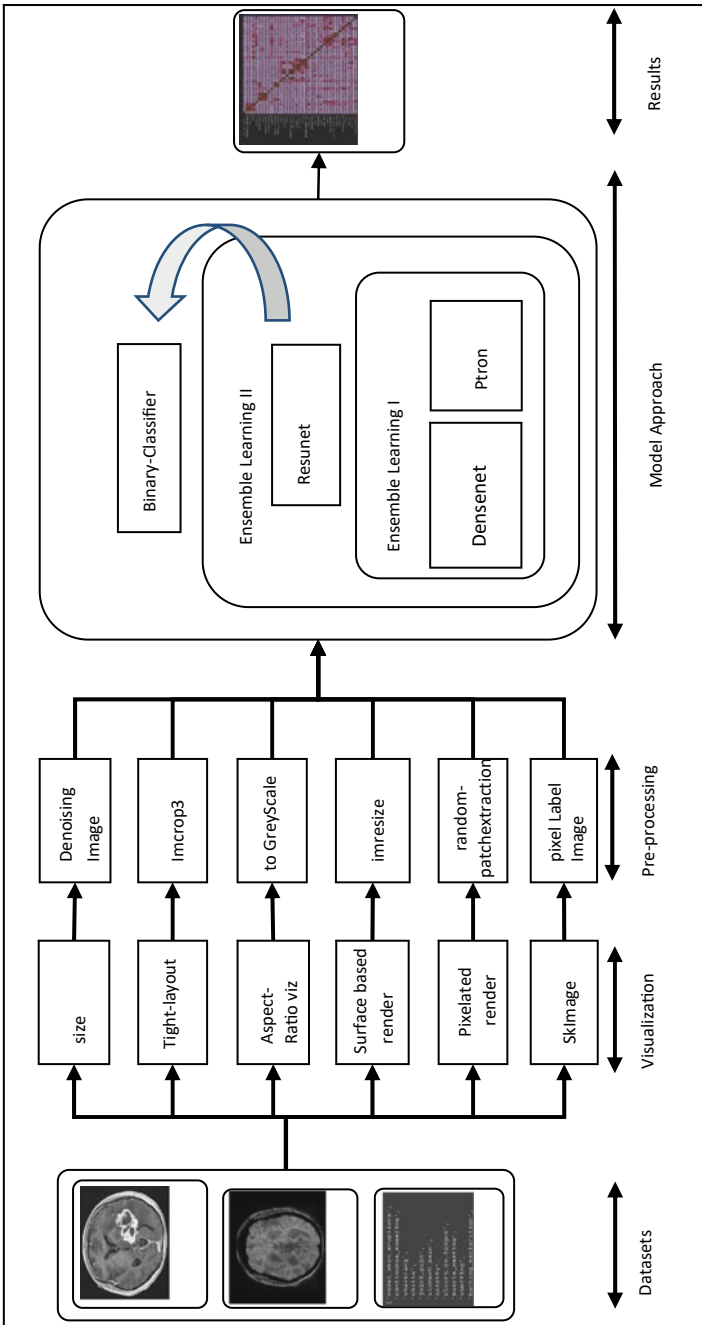 Datasets
Visualization
Pre-processing
Model Approach
Results
size
Tight-layout
Aspect-
Ratio viz
Surface based
render
Pixelated
render
SkImage
Denoising
Image
Imcrop3
to GreyScale
imresize
random-
patchextraction
pixel Label
Image
Binary-Classifier
Ensemble Learning II
Resunet
Ensemble Learning I
Densenet
Ptron